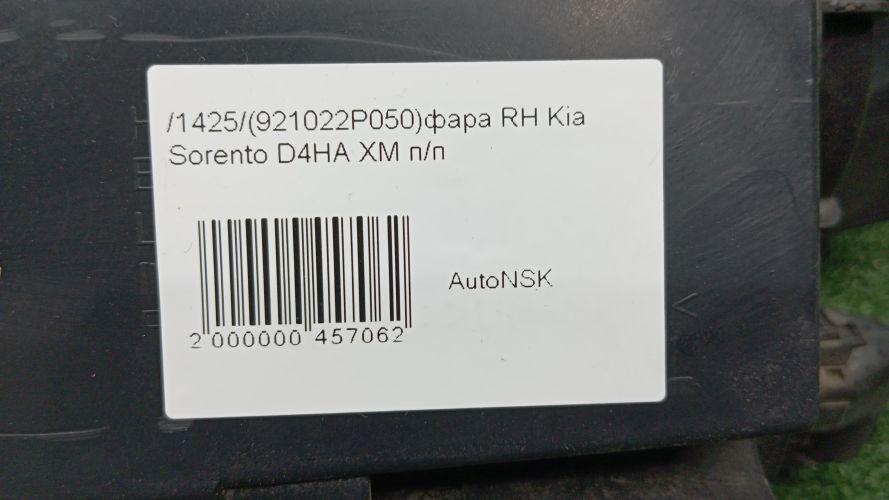 /1425/(921022P050)фара RH Kia
Sorento D4HA XM п/п
AutoNSK
2 000000 457062